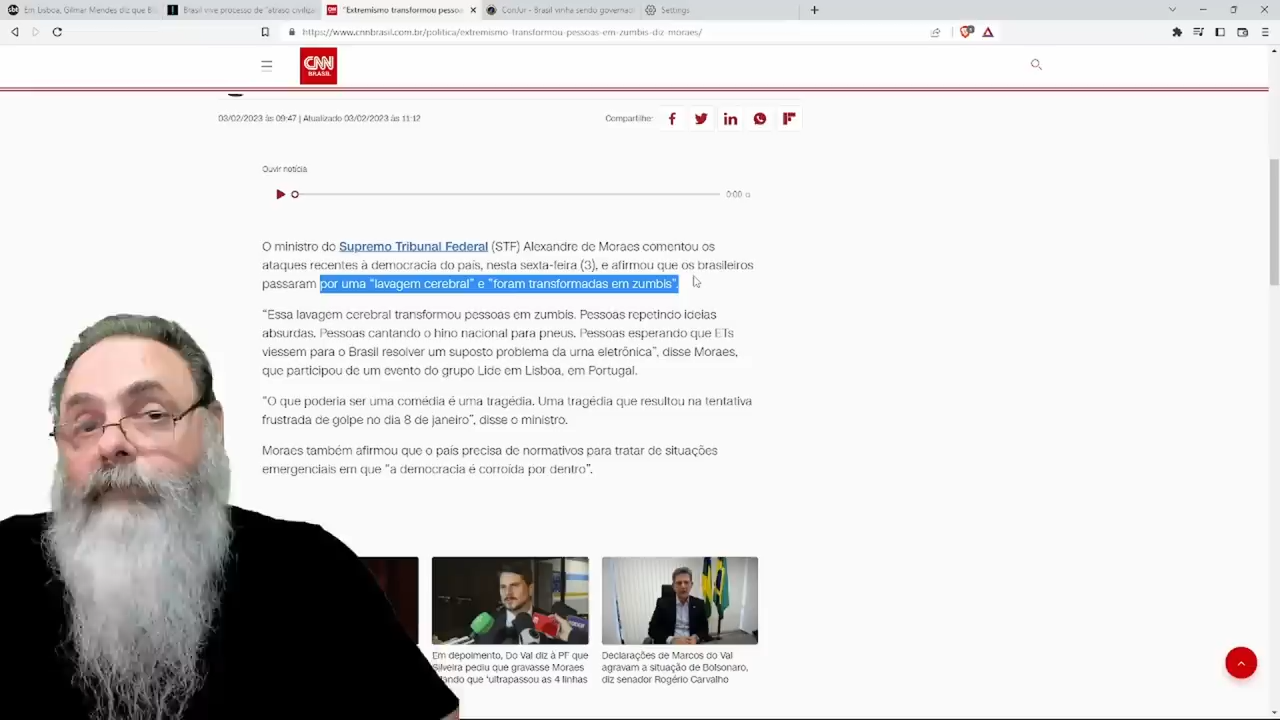 Em Lisboa, Gilmar Mendes diz que B
Brasil vive processo de "atraso civiliz
"Extremismo transformou pessoa
ConJur - Brasil vinha sendo governad
Settings
https://www.cnnbrasil.com.br/politica/extremismo-transformou-pessoas-em-zumbis-diz-moraes/
CNN
BRASIL
03/02/2023 às 09:47 | Atualizado 03/02/2023 às 11:12
Compartilhe:
Ouvir notícia
0:00
O ministro do Supremo Tribunal Federal (STF) Alexandre de Moraes comentou os
ataques recentes à democracia do país, nesta sexta-feira (3), e afirmou que os brasileiros
passaram por uma "lavagem cerebral" e "foram transformadas em zumbis".
"Essa lavagem cerebral transformou pessoas em zumbis. Pessoas repetindo ideias
absurdas. Pessoas cantando o hino nacional para pneus. Pessoas esperando que ETs
viessem para o Brasil resolver um suposto problema da urna eletrônica", disse Moraes,
que participou de um evento do grupo Lide em Lisboa, em Portugal.
"O que poderia ser uma comédia é uma tragédia. Uma tragédia que resultou na tentativa
frustrada de golpe no dia 8 de janeiro", disse o ministro.
Moraes também afirmou que o país precisa de normativos para tratar de situações
emergenciais em que "a democracia é corroída por dentro".
Em depoimento, Do Val diz à PF que
Silveira pediu que gravasse Moraes
ando que 'ultrapassou as 4 linhas
Declarações de Marcos do Val
agravam a situação de Bolsonaro,
diz senador Rogério Carvalho